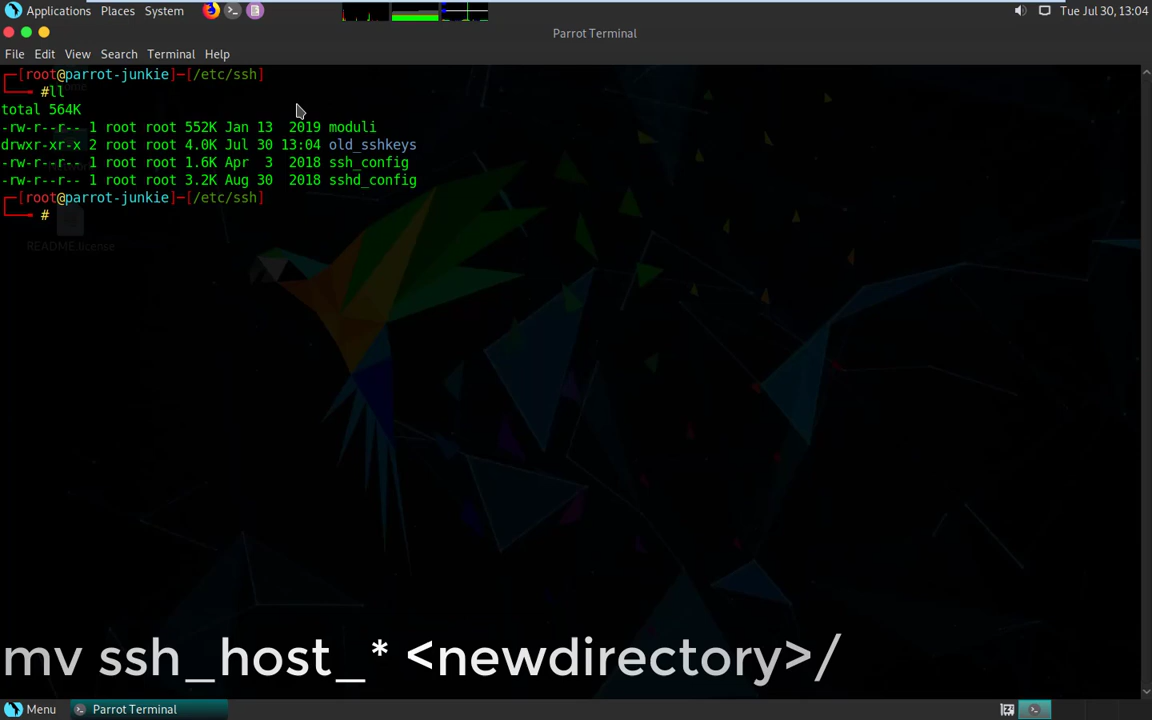 Applications Places System Tue Jul 30, 13:04
Parrot Terminal
File Edit View Search Terminal Help
┌─[root@parrot-junkie]─[/etc/ssh]
└──╼ #ll
total 564K
-rw-r--r-- 1 root root 552K Jan 13  2019 moduli
drwxr-xr-x 2 root root 4.0K Jul 30 13:04 old_sshkeys
-rw-r--r-- 1 root root 1.6K Apr  3  2018 ssh_config
-rw-r--r-- 1 root root 3.2K Aug 30  2018 sshd_config
┌─[root@parrot-junkie]─[/etc/ssh]
└──╼ #
README license
mv ssh_host_* <newdirectory>/
Menu Parrot Terminal